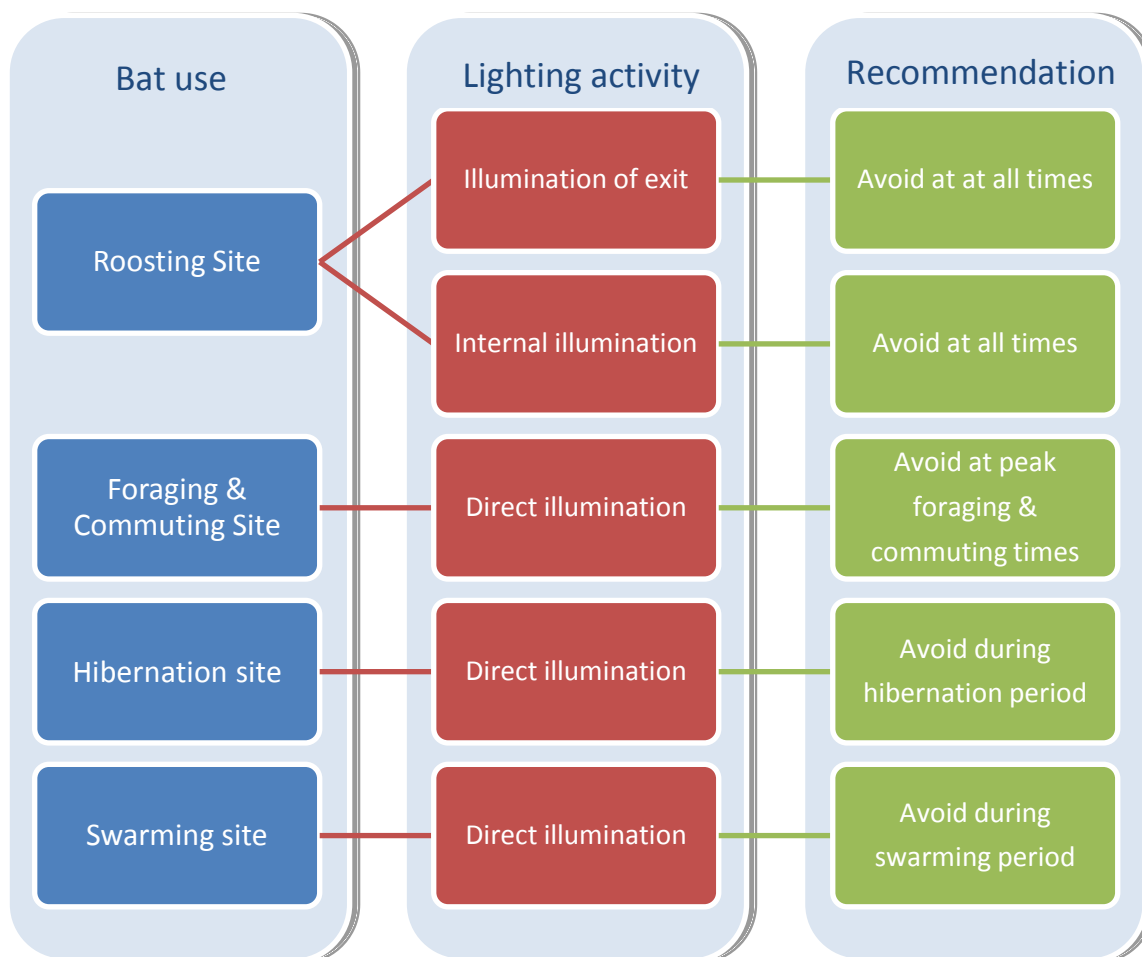 Bat use
Lighting activity
Recommendation
Roosting Site
Illumination of exit
Avoid at at all times
Internal illumination
Avoid at all times
Foraging &
Commuting Site
Direct illumination
Avoid at peak
foraging &
commuting times
Hibernation site
Direct illumination
Avoid during
hibernation period
Swarming site
Direct illumination
Avoid during
swarming period